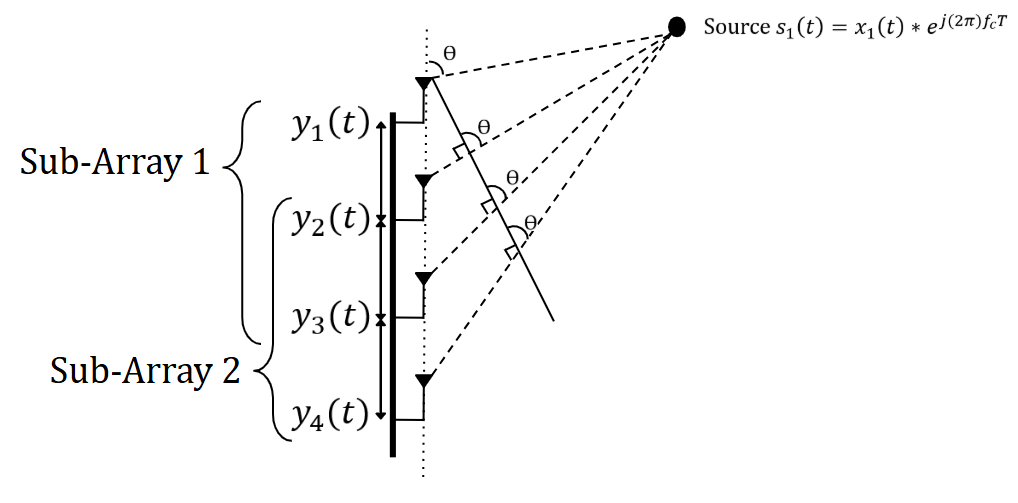 Source s₁(t) = x₁(t) ∗ e^{j(2π)f_cT}
θ
y₁(t)
θ
Sub-Array 1
θ
y₂(t)
θ
y₃(t)
Sub-Array 2
y₄(t)